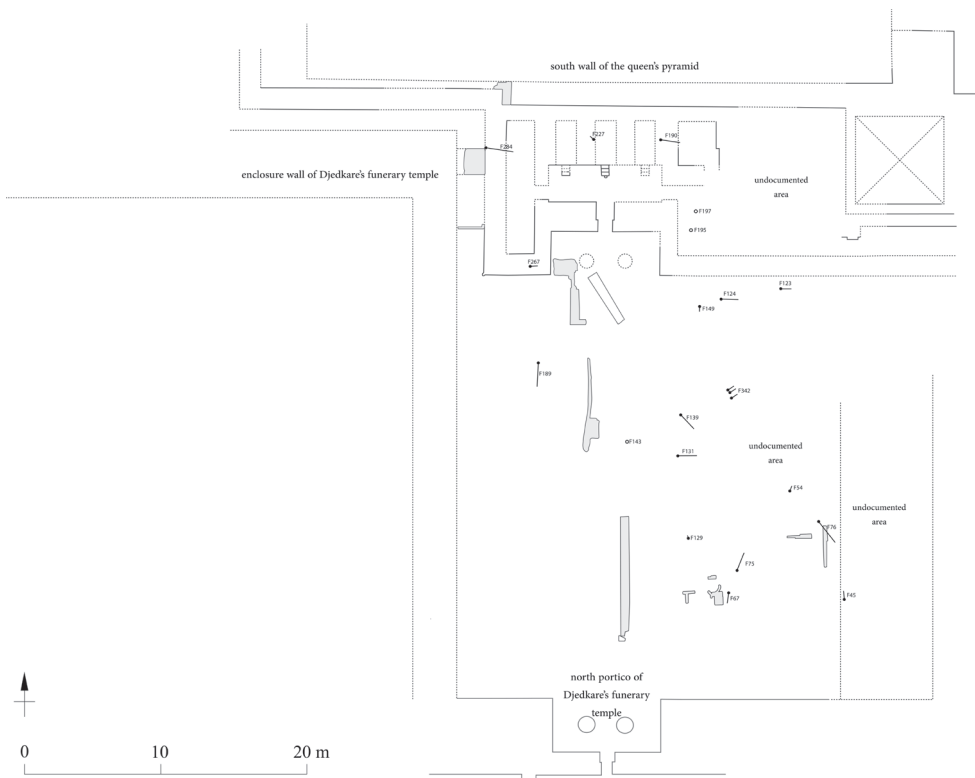 south wall of the queen's pyramid
F227
F190
F284
enclosure wall of Djedkare's funerary temple
undocumented
area
F197
F195
F267
F123
F124
F149
F189
F342
F139
F143
undocumented
area
F131
F54
undocumented
area
F76
F129
F75
F67
F45
north portico of
Djedkare's funerary
temple
0 10 20 m